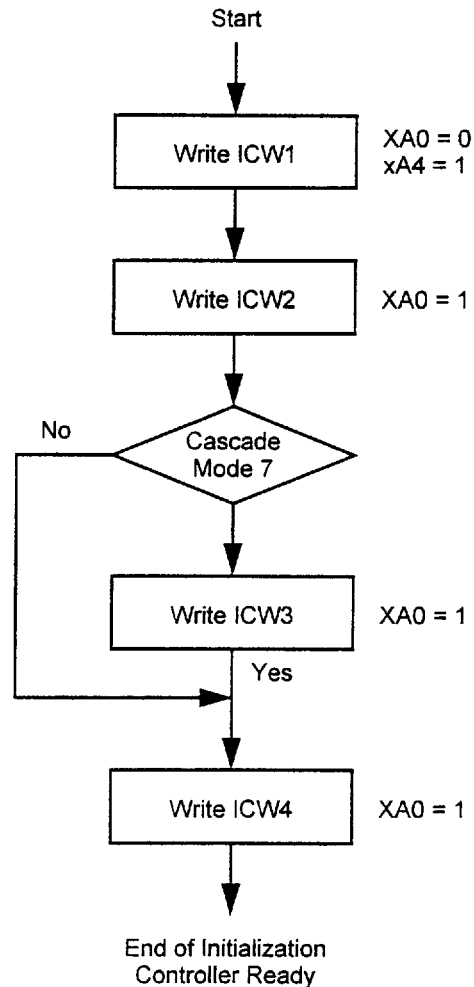 Start
Write ICW1
XA0 = 0
xA4 = 1
Write ICW2
XA0 = 1
No
Cascade
Mode 7
Write ICW3
XA0 = 1
Yes
Write ICW4
XA0 = 1
End of Initialization
Controller Ready